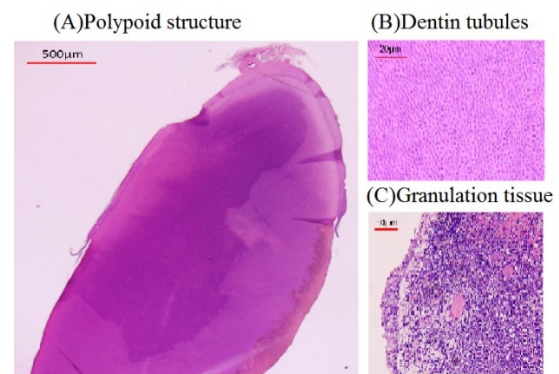 (A)Polypoid structure
500μm
(B)Dentin tubules
20μm
(C)Granulation tissue